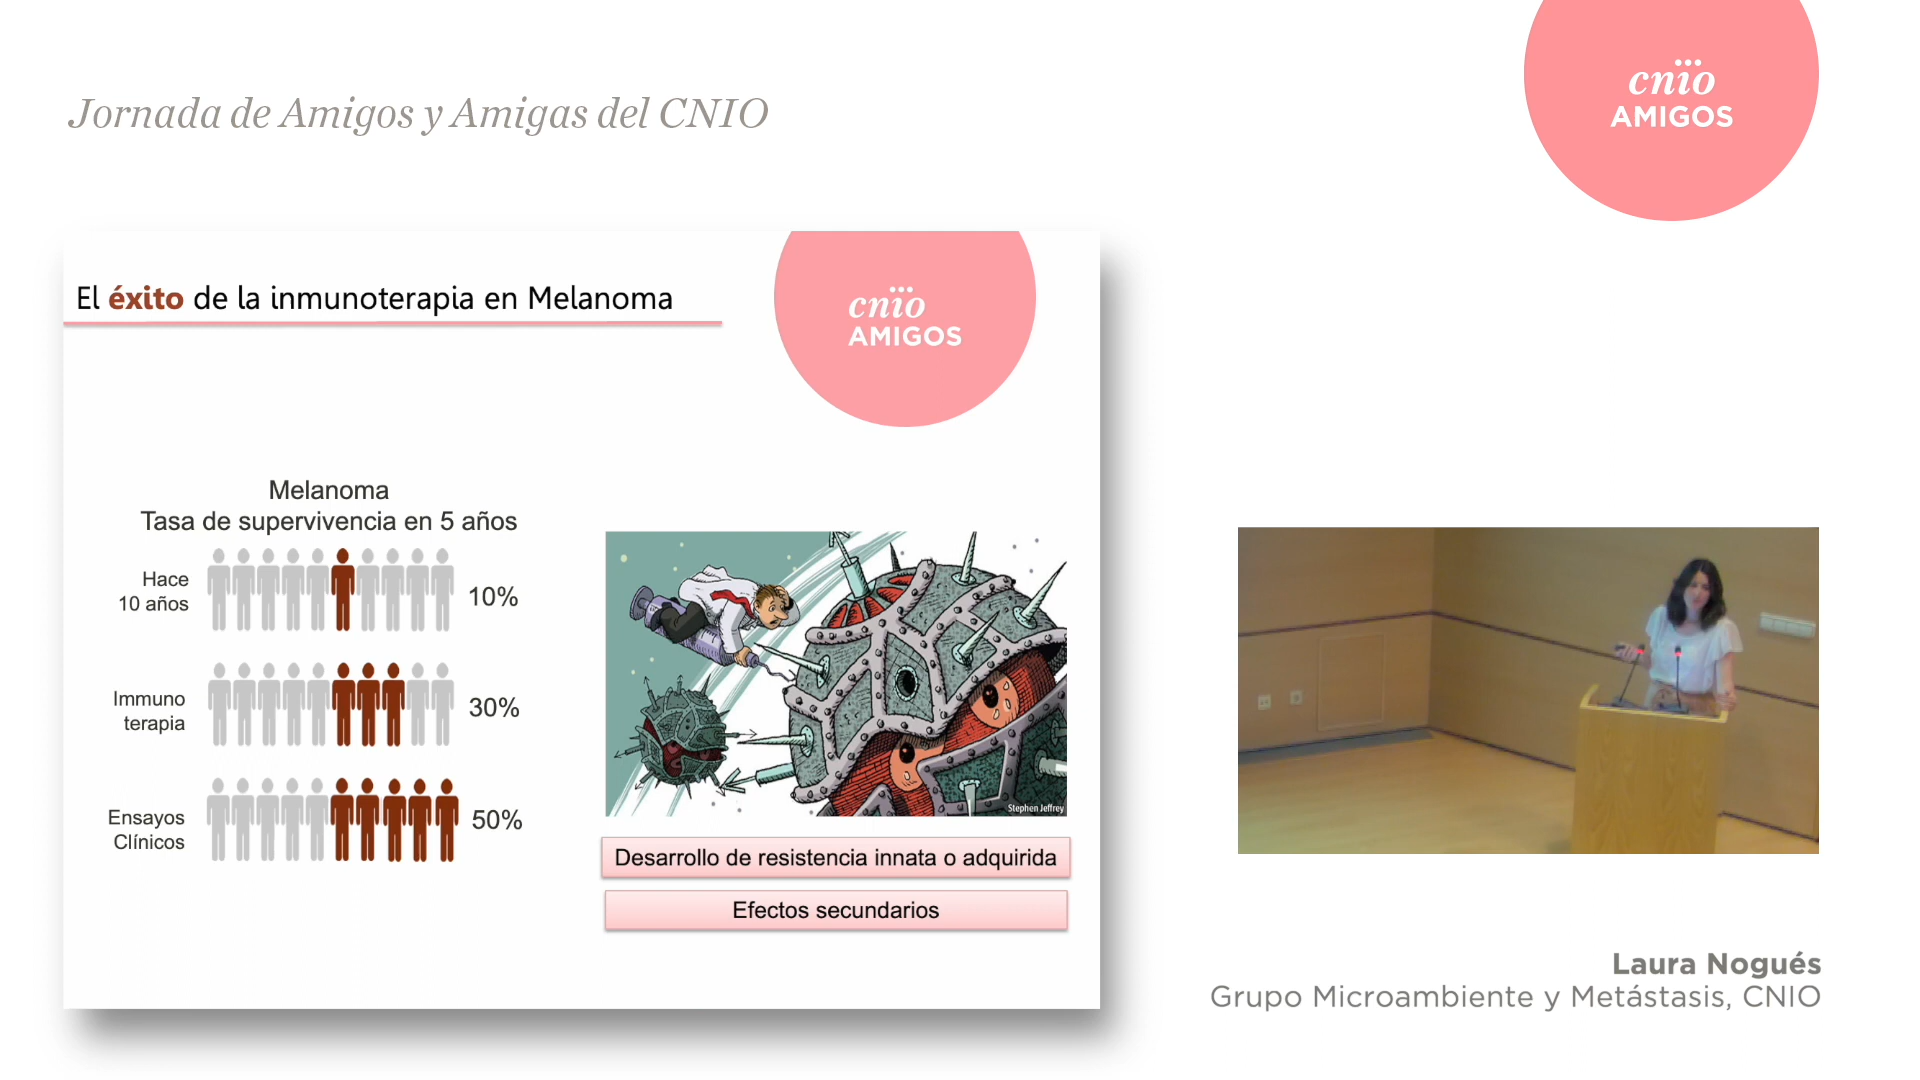 Jornada de Amigos y Amigas del CNIO
cnio
AMIGOS
El éxito de la inmunoterapia en Melanoma
cnio
AMIGOS
Melanoma
Tasa de supervivencia en 5 años
Hace
10 años
10%
Immuno
terapia
30%
Ensayos
Clínicos
50%
Stephen Jeffrey
Desarrollo de resistencia innata o adquirida
Efectos secundarios
Laura Nogués
Grupo Microambiente y Metástasis, CNIO